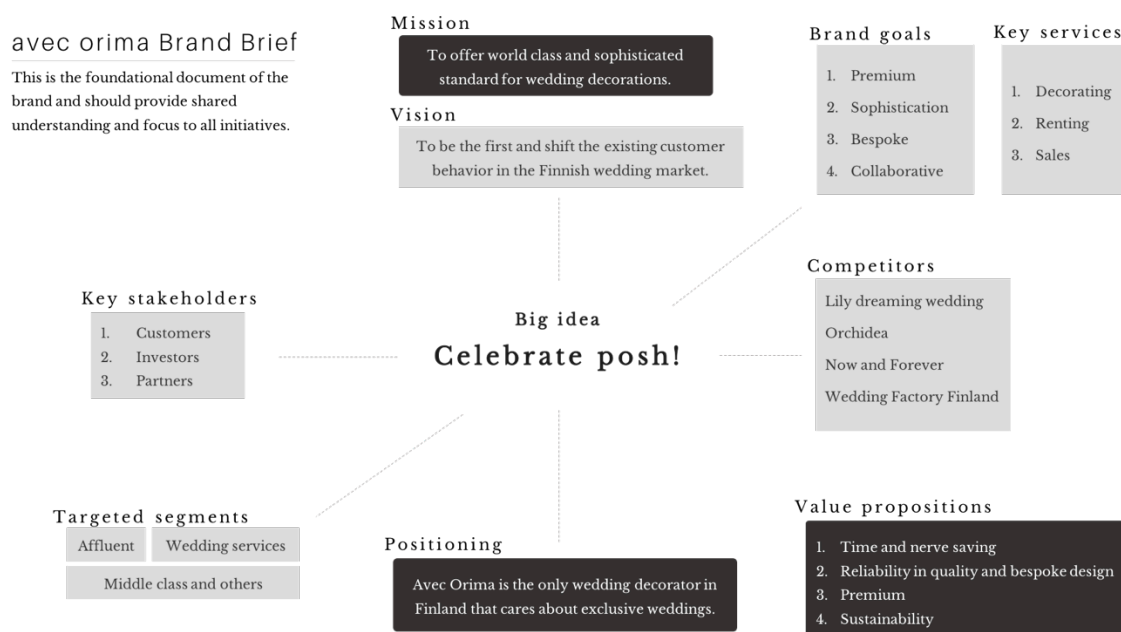 avec orima Brand Brief
This is the foundational document of the
brand and should provide shared
understanding and focus to all initiatives.
Mission
To offer world class and sophisticated
standard for wedding decorations.
Vision
To be the first and shift the existing customer
behavior in the Finnish wedding market.
Brand goals
1. Premium
2. Sophistication
3. Bespoke
4. Collaborative
Key services
1. Decorating
2. Renting
3. Sales
Key stakeholders
1. Customers
2. Investors
3. Partners
Big idea
Celebrate posh!
Competitors
Lily dreaming wedding
Orchidea
Now and Forever
Wedding Factory Finland
Targeted segments
Affluent
Wedding services
Middle class and others
Positioning
Avec Orima is the only wedding decorator in
Finland that cares about exclusive weddings.
Value propositions
1. Time and nerve saving
2. Reliability in quality and bespoke design
3. Premium
4. Sustainability